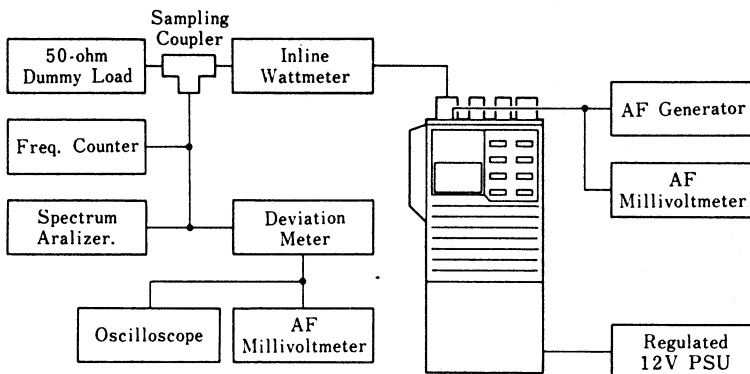 Sampling
Coupler
50-ohm
Dummy Load
Inline
Wattmeter
AF Generator
Freq. Counter
AF
Millivoltmeter
Spectrum
Aralizer.
Deviation
Meter
Oscilloscope
AF
Millivoltmeter
Regulated
12V PSU